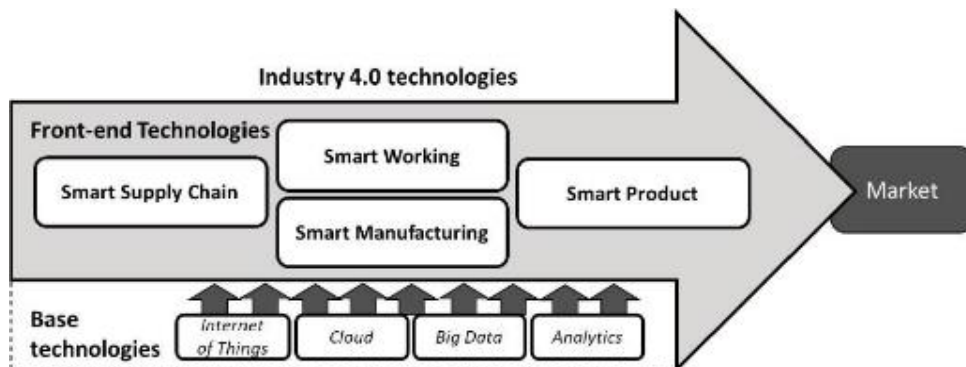 Industry 4.0 technologies
Front-end Technologies
Smart Supply Chain
Smart Working
Smart Manufacturing
Smart Product
Market
Base
technologies
Internet
of Things
Cloud
Big Data
Analytics